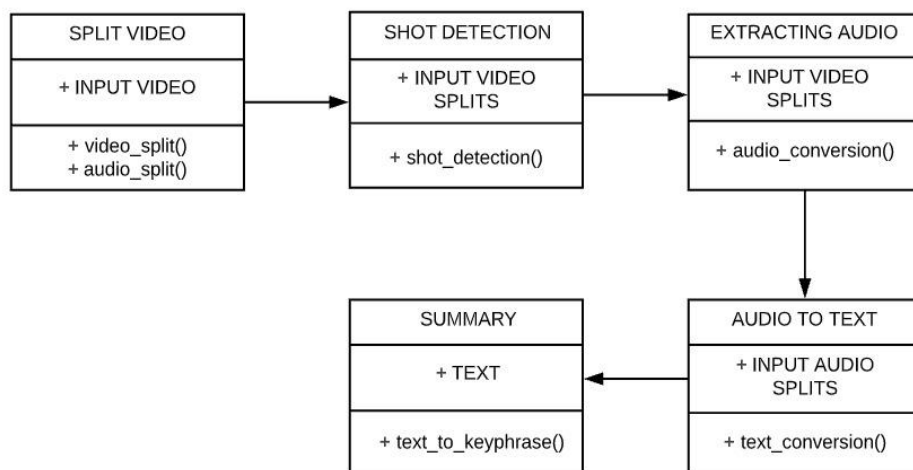 SPLIT VIDEO
+ INPUT VIDEO
+ video_split()
+ audio_split()
SHOT DETECTION
+ INPUT VIDEO
SPLITS
+ shot_detection()
EXTRACTING AUDIO
+ INPUT VIDEO
SPLITS
+ audio_conversion()
AUDIO TO TEXT
+ INPUT AUDIO
SPLITS
+ text_conversion()
SUMMARY
+ TEXT
+ text_to_keyphrase()